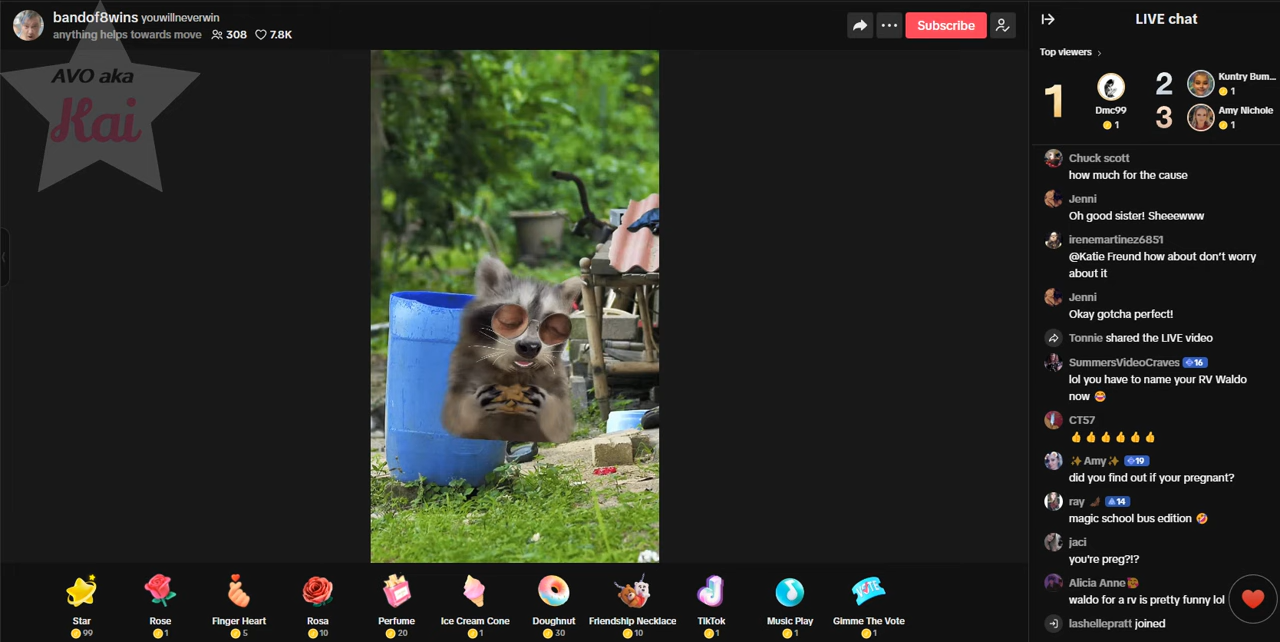 bandof8wins youwillneverwin
anything helps towards move 308 7.8K
Subscribe
AVO aka
Kai
LIVE chat
Top viewers
1
Dmc99
1
2
Kuntry Bum...
1
3
Amy NIchole
1
Chuck scott
how much for the cause
Jenni
Oh good sister! Sheeewww
irenemartinez6851
@Katie Freund how about don't worry
about it
Jenni
Okay gotcha perfect!
Tonnie shared the LIVE video
SummersVideoCraves 16
lol you have to name your RV Waldo
now 😂
CT57
👍👍👍👍👍👍
✨Amy✨ 19
did you find out if your pregnant?
ray 14
magic school bus edition 🤣
jaci
you're preg?!?
Alicia Anne
waldo for a rv is pretty funny lol
lashellepratt joined
Star
99
Rose
1
Finger Heart
5
Rosa
10
Perfume
20
Ice Cream Cone
1
Doughnut
30
Friendship Necklace
10
TikTok
1
Music Play
1
VOTE
GImme The Vote
1